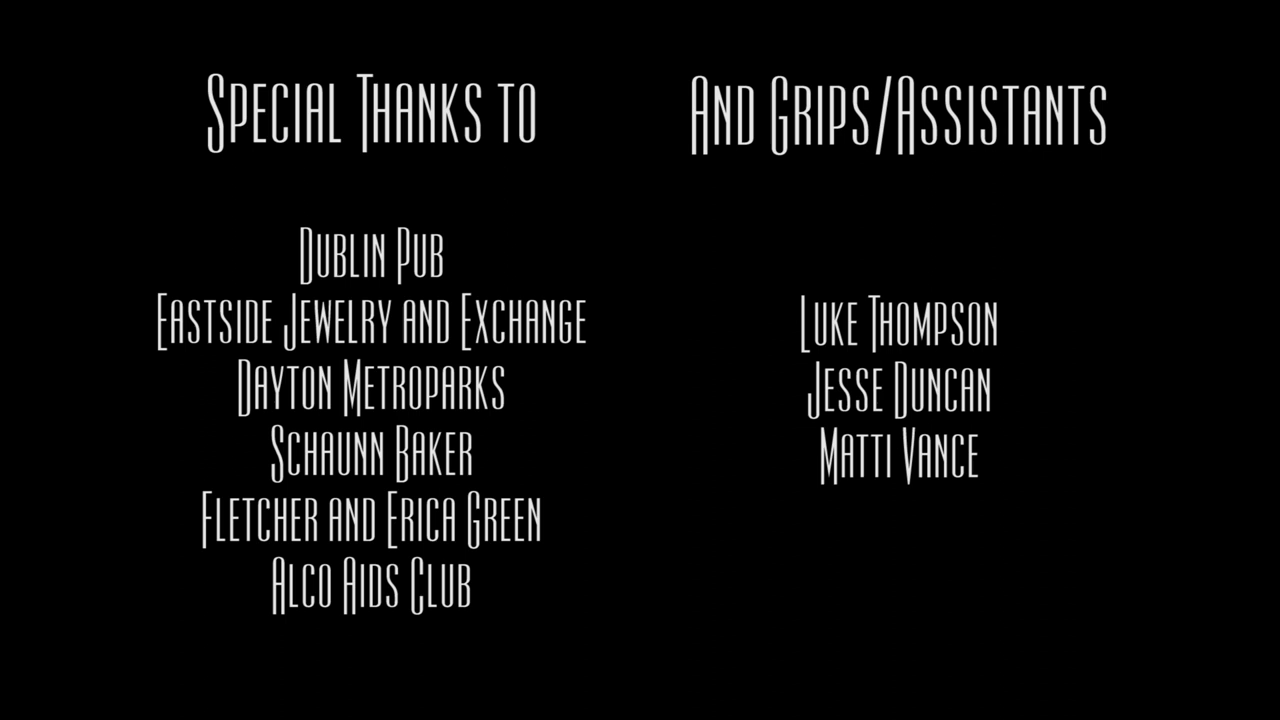 Special Thanks to
Dublin Pub
Eastside Jewelry and Exchange
Dayton Metroparks
Schaunn Baker
Fletcher and Erica Green
Alco Aids Club
And Grips/Assistants
Luke Thompson
Jesse Duncan
Matti Vance